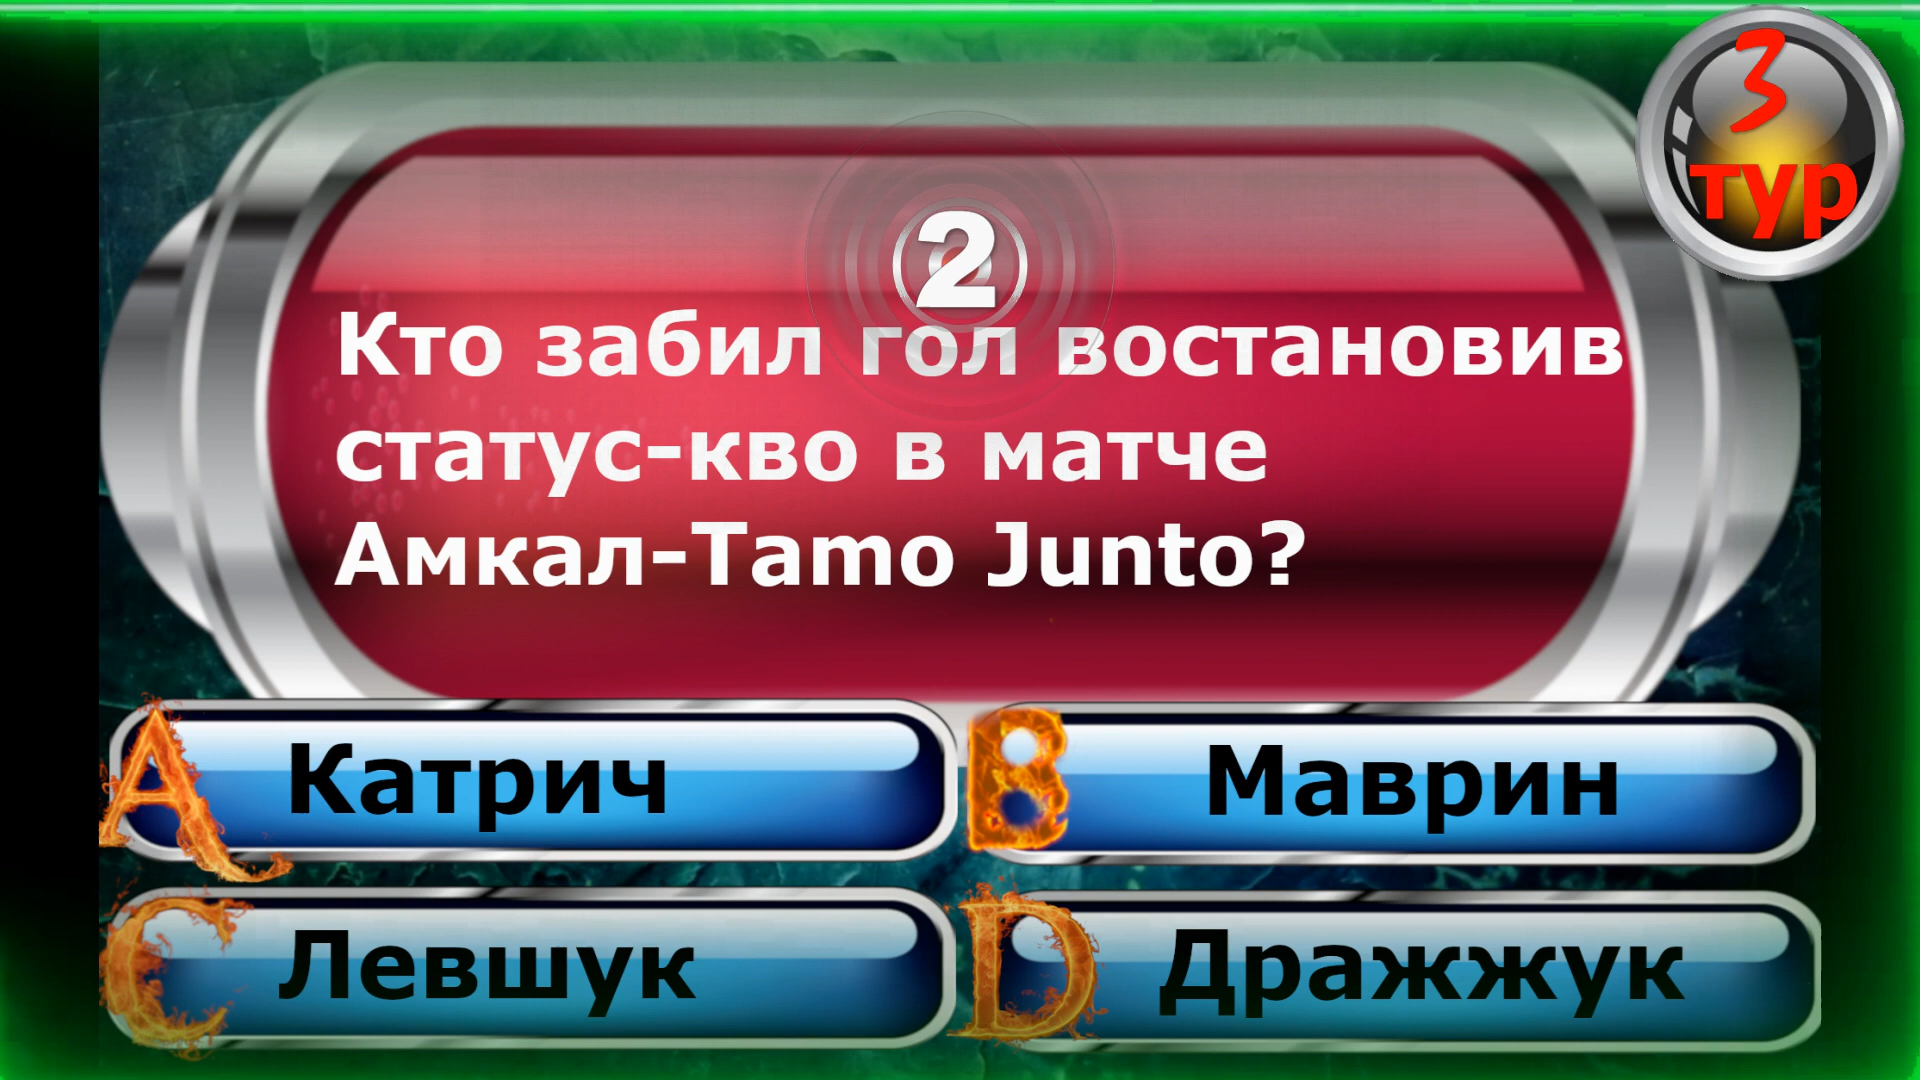 3
тур
2
Кто забил гол востановив
статус-кво в матче
Амкал-Tamo Junto?
A Катрич
B Маврин
C Левшук
D Дражжук